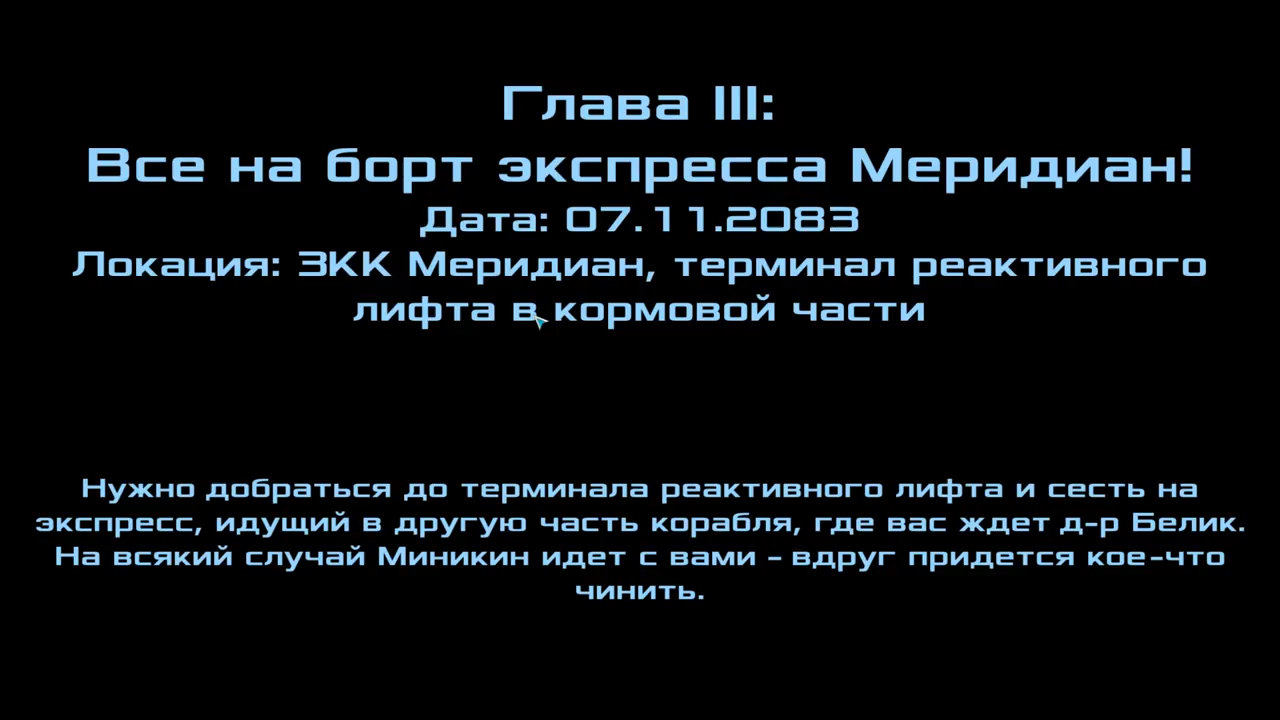 Глава III:
Все на борт экспресса Меридиан!
Дата: 07.11.2083
Локация: ЗКК Меридиан, терминал реактивного
лифта в кормовой части
Нужно добраться до терминала реактивного лифта и сесть на
экспресс, идущий в другую часть корабля, где вас ждет д-р Белик.
На всякий случай Миникин идет с вами - вдруг придется кое-что
чинить.